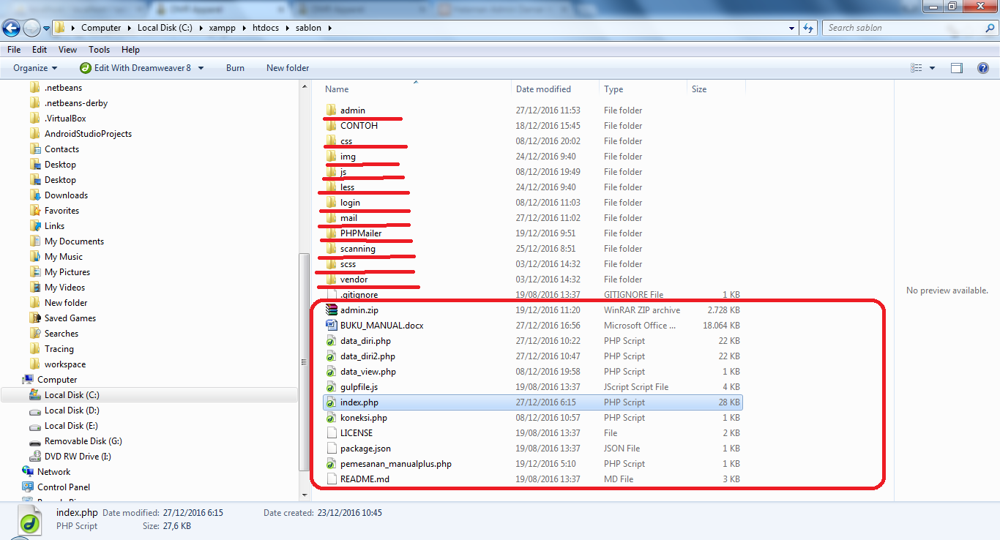 Computer Local Disk (C:) xampp htdocs sablon
Search sablon
File Edit View Tools Help
Organize Edit With Dreamweaver 8 Burn New folder
.netbeans
.netbeans-derby
.VirtualBox
AndroidStudioProjects
Contacts
Desktop
Desktop
Downloads
Favorites
Links
My Documents
My Music
My Pictures
My Videos
New folder
Saved Games
Searches
Tracing
workspace
Computer
Local Disk (C:)
Local Disk (D:)
Local Disk (E:)
Removable Disk (G:)
DVD RW Drive (I:)
Network
Control Panel
Name Date modified Type Size
admin 27/12/2016 11:53 File folder
CONTOH 18/12/2016 15:45 File folder
css 08/12/2016 20:02 File folder
img 24/12/2016 9:40 File folder
js 08/12/2016 19:49 File folder
less 24/12/2016 9:40 File folder
login 08/12/2016 11:03 File folder
mail 27/12/2016 11:02 File folder
PHPMailer 19/12/2016 9:51 File folder
scanning 25/12/2016 8:51 File folder
scss 03/12/2016 14:32 File folder
vendor 03/12/2016 14:32 File folder
.gitignore 19/08/2016 13:37 GITIGNORE File 1 KB
admin.zip 19/12/2016 11:20 WinRAR ZIP archive 2.728 KB
BUKU_MANUAL.docx 27/12/2016 16:56 Microsoft Office ... 18.064 KB
data_diri.php 27/12/2016 10:22 PHP Script 22 KB
data_diri2.php 27/12/2016 10:47 PHP Script 22 KB
data_view.php 08/12/2016 19:58 PHP Script 1 KB
gulpfile.js 19/08/2016 13:37 JScript Script File 4 KB
index.php 27/12/2016 6:15 PHP Script 28 KB
koneksi.php 08/12/2016 10:57 PHP Script 1 KB
LICENSE 19/08/2016 13:37 File 2 KB
package.json 19/08/2016 13:37 JSON File 1 KB
pemesanan_manualplus.php 19/12/2016 5:10 PHP Script 1 KB
README.md 19/08/2016 13:37 MD File 3 KB
No preview available.
index.php Date modified: 27/12/2016 6:15 Date created: 23/12/2016 10:45
PHP Script Size: 27,6 KB